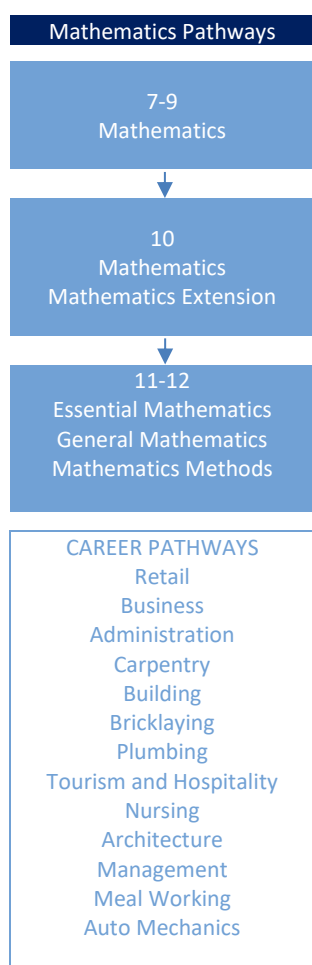 Mathematics Pathways
7-9
Mathematics
10
Mathematics
Mathematics Extension
11-12
Essential Mathematics
General Mathematics
Mathematics Methods
CAREER PATHWAYS
Retail
Business
Administration
Carpentry
Building
Bricklaying
Plumbing
Tourism and Hospitality
Nursing
Architecture
Management
Meal Working
Auto Mechanics